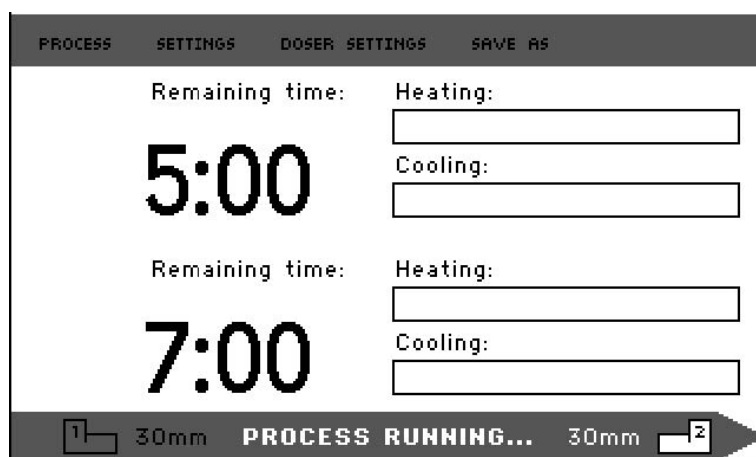 PROCESS SETTINGS DOSER SETTINGS SAVE AS
Remaining time: Heating:
5:00
Cooling:
Remaining time: Heating:
7:00
Cooling:
1 30mm PROCESS RUNNING... 30mm 2